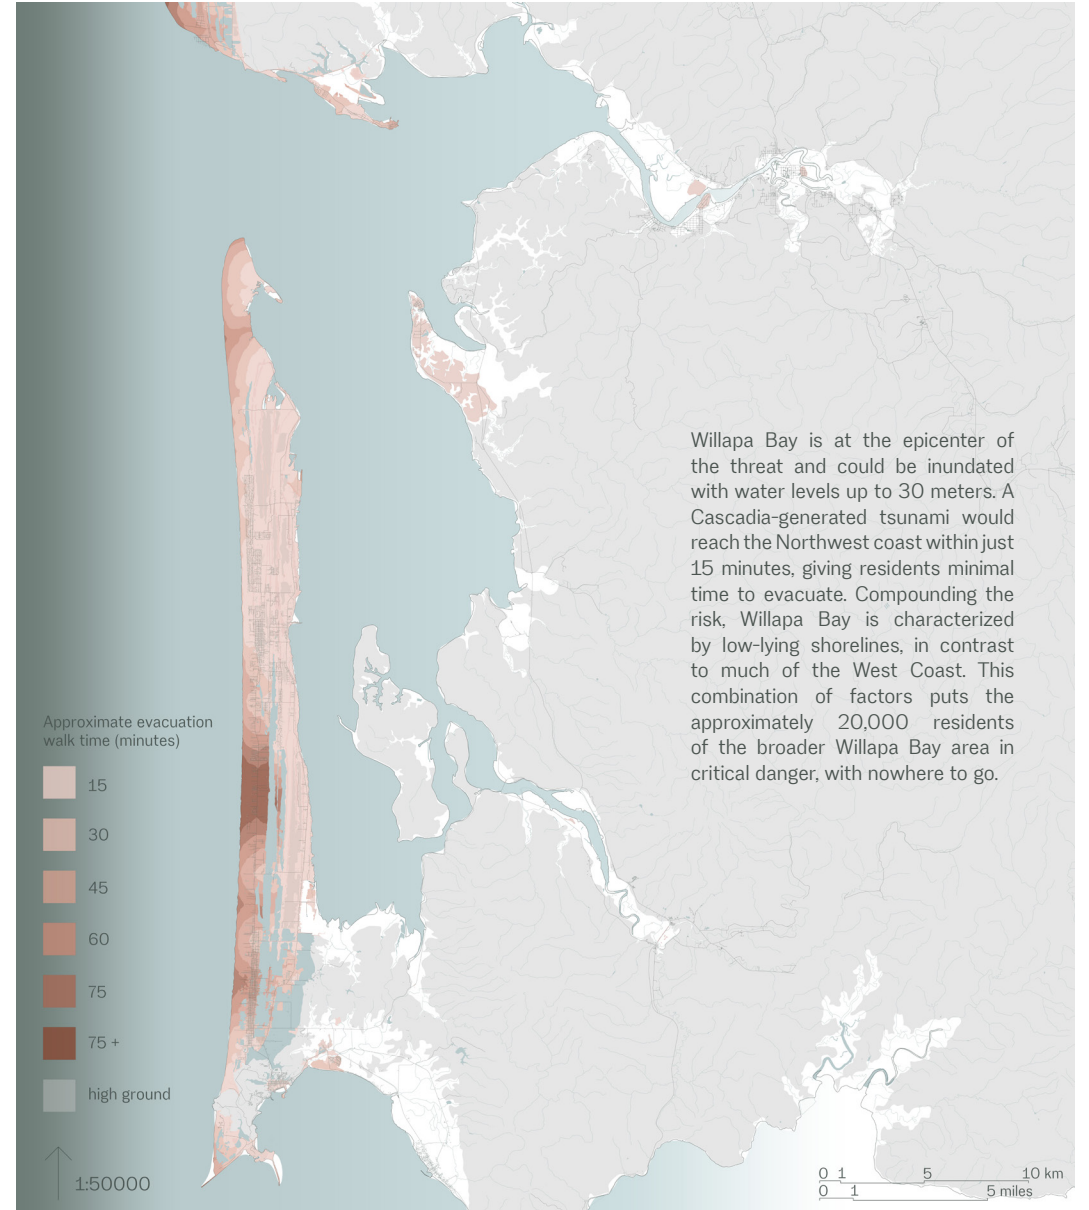 Willapa Bay is at the epicenter of
the threat and could be inundated
with water levels up to 30 meters. A
Cascadia-generated tsunami would
reach the Northwest coast within just
15 minutes, giving residents minimal
time to evacuate. Compounding the
risk, Willapa Bay is characterized
by low-lying shorelines, in contrast
to much of the West Coast. This
combination of factors puts the
approximately 20,000 residents
of the broader Willapa Bay area in
critical danger, with nowhere to go.
Approximate evacuation
walk time (minutes)
15
30
45
60
75
75 +
high ground
1:50000
0 1 5 10 km
0 1 5 miles